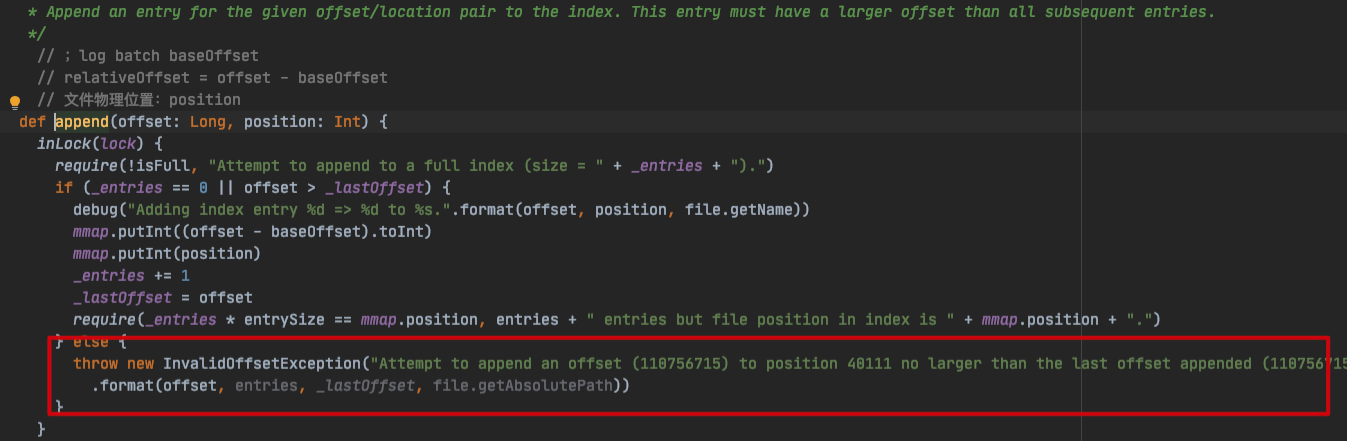 * Append an entry for the given offset/location pair to the index. This entry must have a larger offset than all subsequent entries.
*/
// ；log batch baseOffset
// relativeOffset = offset - baseOffset
// 文件物理位置：position
def append(offset: Long, position: Int) {
inLock(lock) {
require(!isFull, "Attempt to append to a full index (size = " + _entries + ").")
if (_entries == 0 || offset > _lastOffset) {
debug("Adding index entry %d => %d to %s.".format(offset, position, file.getName))
mmap.putInt((offset - baseOffset).toInt)
mmap.putInt(position)
_entries += 1
_lastOffset = offset
require(_entries * entrySize == mmap.position, entries + " entries but file position in index is " + mmap.position + ".")
} else {
throw new InvalidOffsetException("Attempt to append an offset (110756715) to position 40111 no larger than the last offset appended (110756715
.format(offset, entries, _lastOffset, file.getAbsolutePath))
}
}